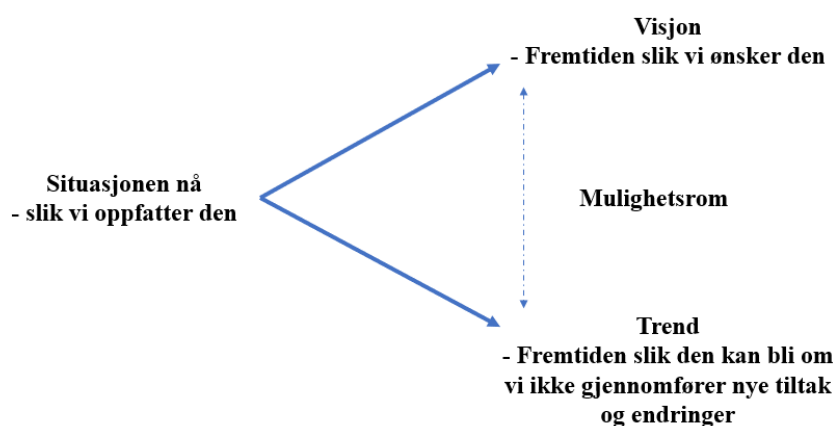 Visjon
- Fremtiden slik vi ønsker den
Situasjonen nå
- slik vi oppfatter den
Mulighetsrom
Trend
- Fremtiden slik den kan bli om
vi ikke gjennomfører nye tiltak
og endringer